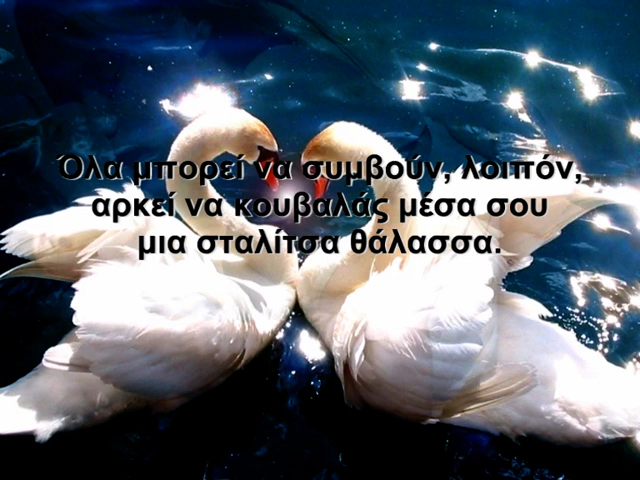 Όλα μπορεί να συμβούν, λοιπόν,
αρκεί να κουβαλάς μέσα σου
μια σταλίτσα θάλασσα.